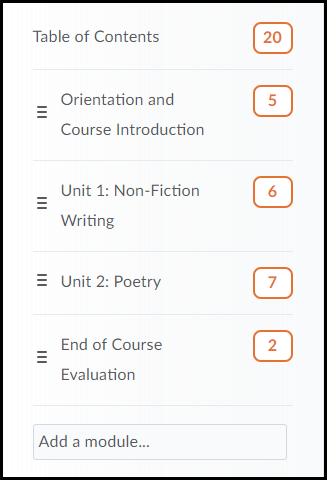 Table of Contents 20
Orientation and 5
Course Introduction
Unit 1: Non-Fiction 6
Writing
Unit 2: Poetry 7
End of Course 2
Evaluation
Add a module...